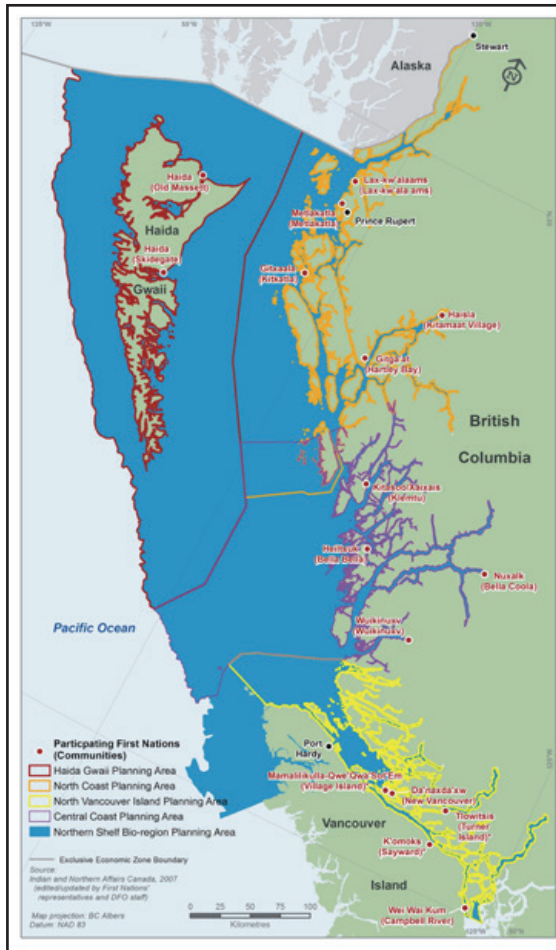 135°W
130°W
Stewart
Alaska
N
Haida
(Old Massett)
Lax-kw'alaams
(Lax-kw'ala'ams)
Metlakatla
(Metlakatla)
Prince Rupert
Haida
(Skidegate)
Haida
Gwaii
Gitxaala
(Kitkatla)
Haisla
(Kitamaat Village)
Gitga'at
(Hartley Bay)
British
Columbia
Kitasoo/Xaixais
(Klemtu)
Heiltsuk
(Bella Bella)
Nuxalk
(Bella Coola)
Wuikinuxv
(Wuikinuxv)
Pacific Ocean
Port
Hardy
Mamalilikulla-Qwe'Qwa'Sot'Em
(Village Island)*
Da'naxda'xw
(New Vancouver)
Tlowitsis
(Turner
Island)*
Vancouver
K'omoks
(Sayward)*
Island
Wei Wai Kum
(Campbell River)
Particpating First Nations
(Communities)
Haida Gwaii Planning Area
North Coast Planning Area
North Vancouver Island Planning Area
Central Coast Planning Area
Northern Shelf Bio-region Planning Area
Exclusive Economic Zone Boundary
Source:
Indian and Northern Affairs Canada, 2007
(edited/updated by First Nations'
representatives and DFO staff)
Map projection: BC Albers
Datum: NAD 83
0 25 50 100
Kilometres